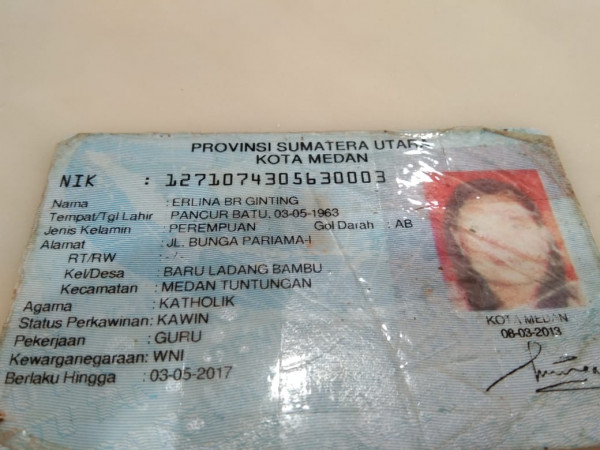 PROVINSI SUMATERA UTARA
KOTA MEDAN
NIK : 1271074305630003
Nama : ERLINA BR GINTING
Tempat/Tgl Lahir : PANCUR BATU, 03-05-1963
Jenis Kelamin : PEREMPUAN Gol Darah : AB
Alamat : JL. BUNGA PARIAMA-I
RT/RW : -/-
Kel/Desa : BARU LADANG BAMBU
Kecamatan : MEDAN TUNTUNGAN
Agama : KATHOLIK
Status Perkawinan: KAWIN
Pekerjaan : GURU
Kewarganegaraan: WNI
Berlaku Hingga : 03-05-2017
KOTA MEDAN
08-03-2013